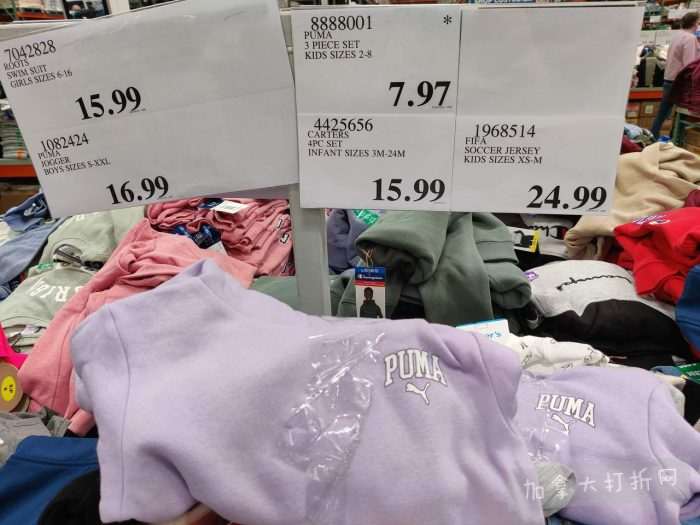 7042828
ROOTS
SWIM SUIT
GIRLS SIZES 6-16
15.99
1082424
PUMA
JOGGER
BOYS SIZES S-XXL
16.99
8888001 *
PUMA
3 PIECE SET
KIDS SIZES 2-8
7.97
4425656
CARTERS
4PC SET
INFANT SIZES 3M-24M
15.99
1968514
FIFA
SOCCER JERSEY
KIDS SIZES XS-M
24.99
PUMA
PUMA
加拿大打折网